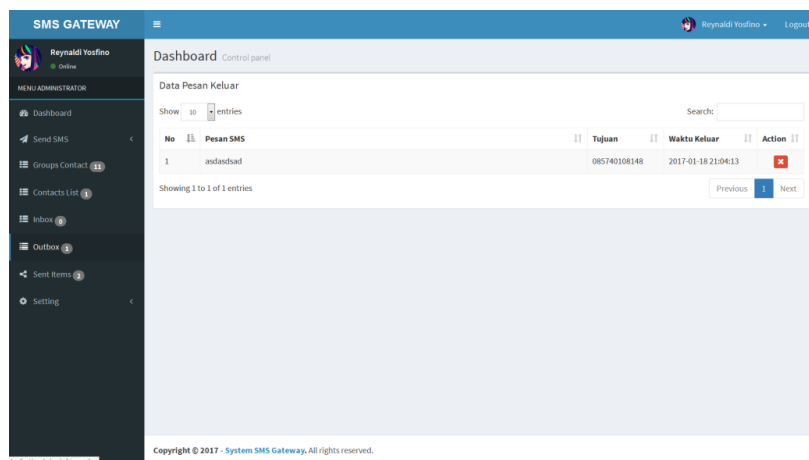 SMS GATEWAY
Reynaldi Yosfino
Logout
Reynaldi Yosfino
Online
MENU ADMINISTRATOR
Dashboard
Send SMS
Groups Contact 11
Contacts List 1
Inbox 0
Outbox 1
Sent Items 2
Setting
Dashboard Control panel
Data Pesan Keluar
Show 10 entries
Search:
No Pesan SMS Tujuan Waktu Keluar Action
1 asdasdsad 085740108148 2017-01-18 21:04:13
Showing 1 to 1 of 1 entries
Previous 1 Next
Copyright © 2017 - System SMS Gateway. All rights reserved.